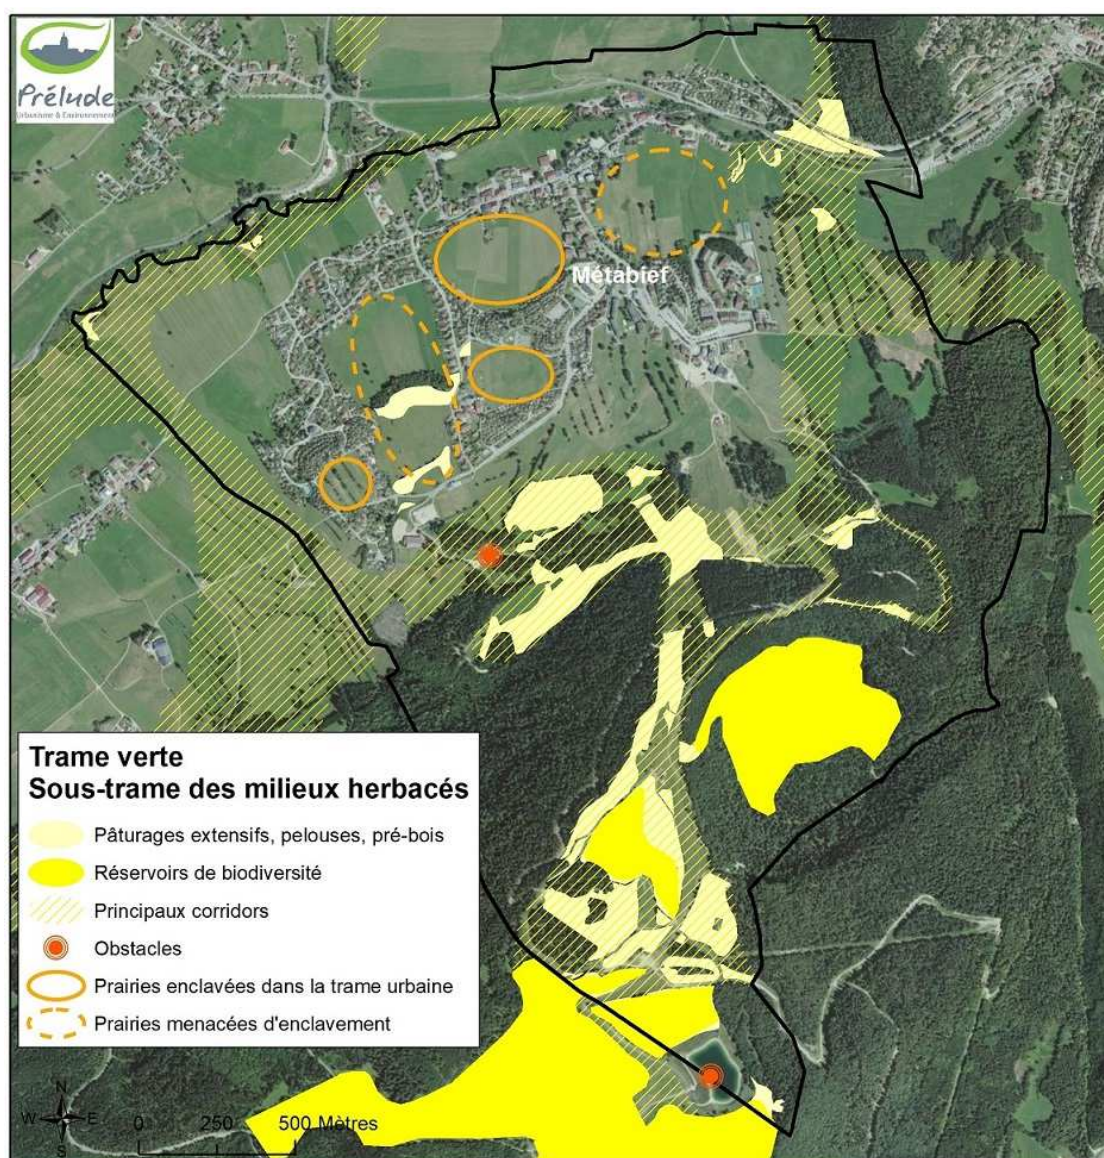 Prélude
Urbanisme & Environnement
Métabief
Trame verte
Sous-trame des milieux herbacés
Pâturages extensifs, pelouses, pré-bois
Réservoirs de biodiversité
Principaux corridors
Obstacles
Prairies enclavées dans la trame urbaine
Prairies menacées d'enclavement
N
W E
S
0 250 500 Mètres